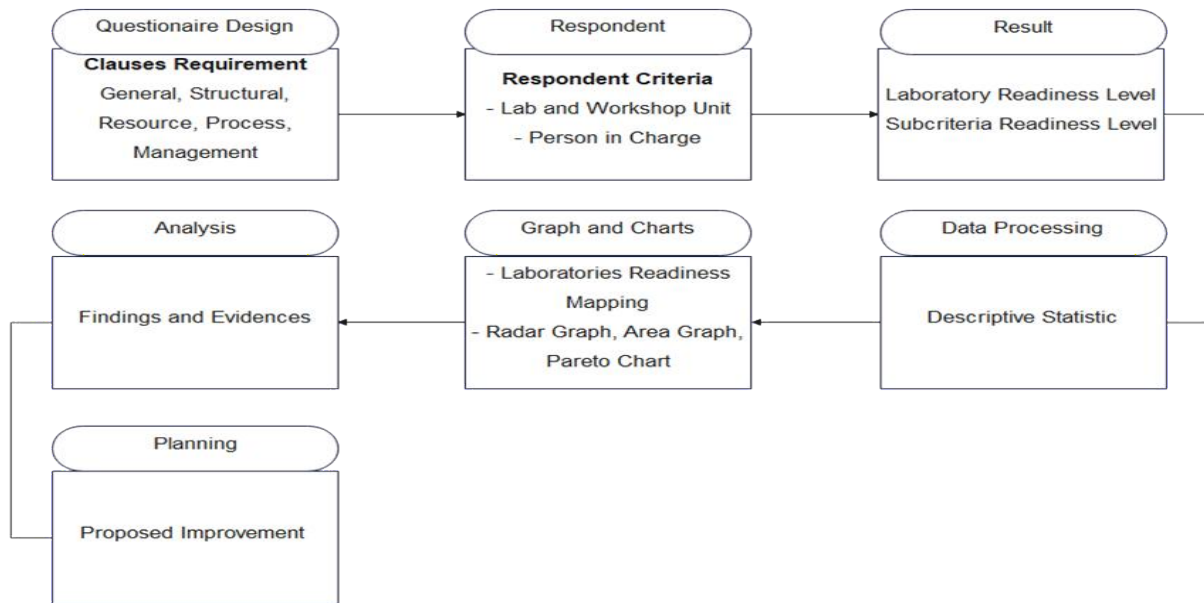 Questionaire Design
Clauses Requirement
General, Structural,
Resource, Process,
Management
Respondent
Respondent Criteria
- Lab and Workshop Unit
- Person in Charge
Result
Laboratory Readiness Level
Subcriteria Readiness Level
Analysis
Findings and Evidences
Graph and Charts
- Laboratories Readiness
Mapping
- Radar Graph, Area Graph,
Pareto Chart
Data Processing
Descriptive Statistic
Planning
Proposed Improvement